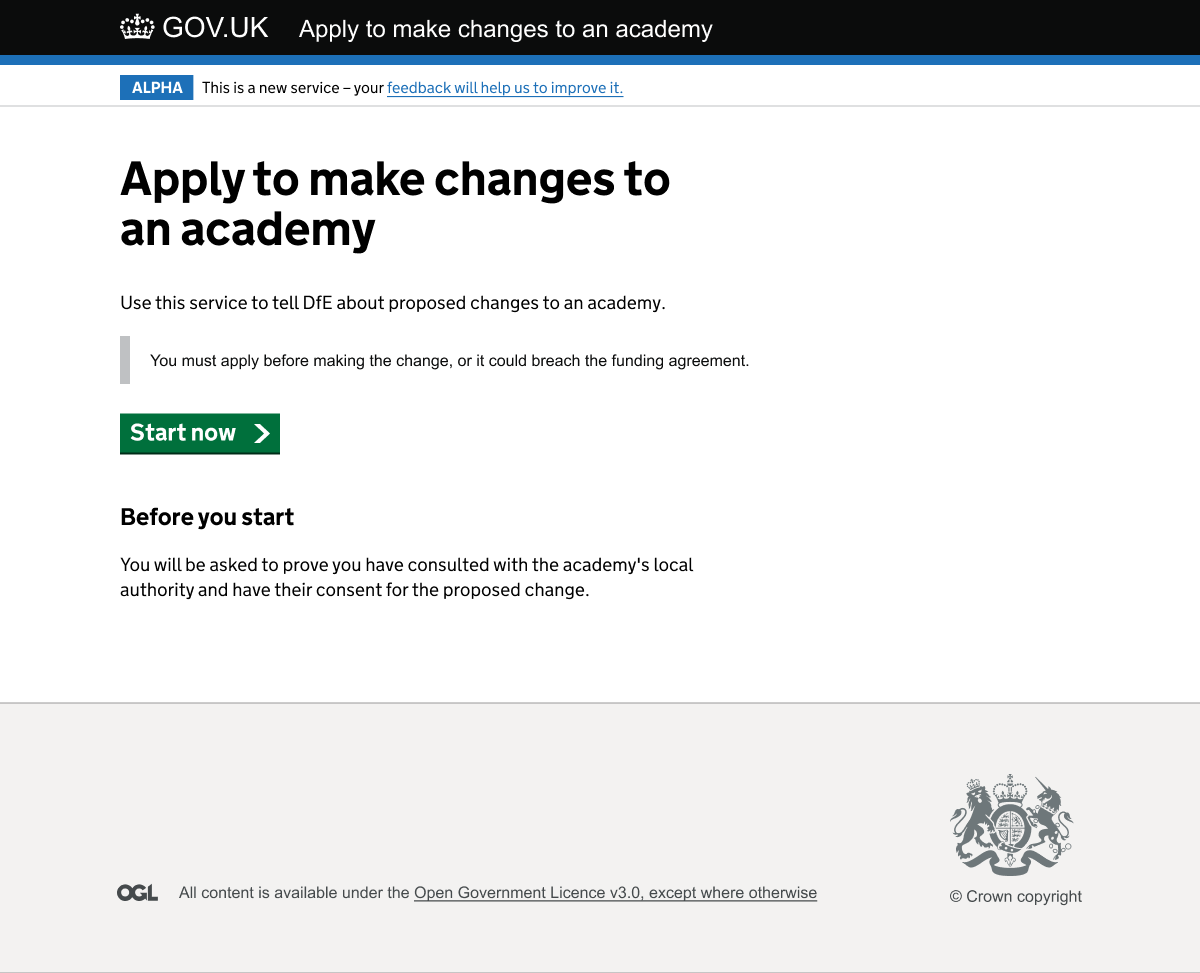 GOV.UK Apply to make changes to an academy
ALPHA This is a new service – your feedback will help us to improve it.
Apply to make changes to
an academy
Use this service to tell DfE about proposed changes to an academy.
You must apply before making the change, or it could breach the funding agreement.
Start now
Before you start
You will be asked to prove you have consulted with the academy's local
authority and have their consent for the proposed change.
OGL All content is available under the Open Government Licence v3.0, except where otherwise
© Crown copyright